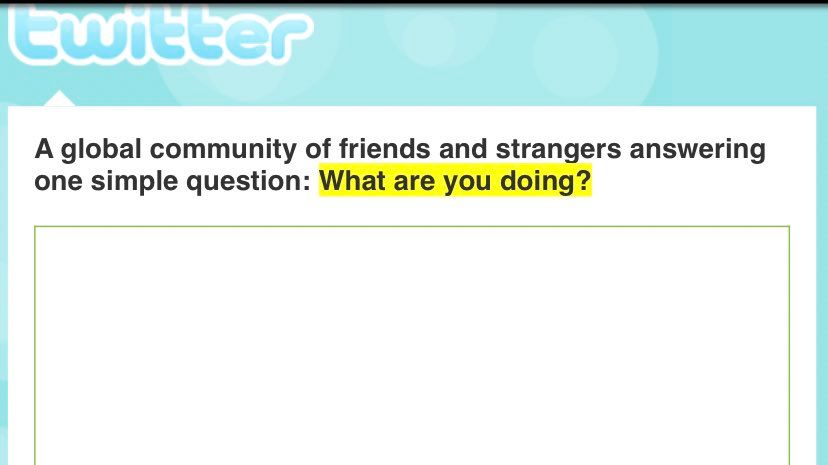 twitter
A global community of friends and strangers answering
one simple question: What are you doing?